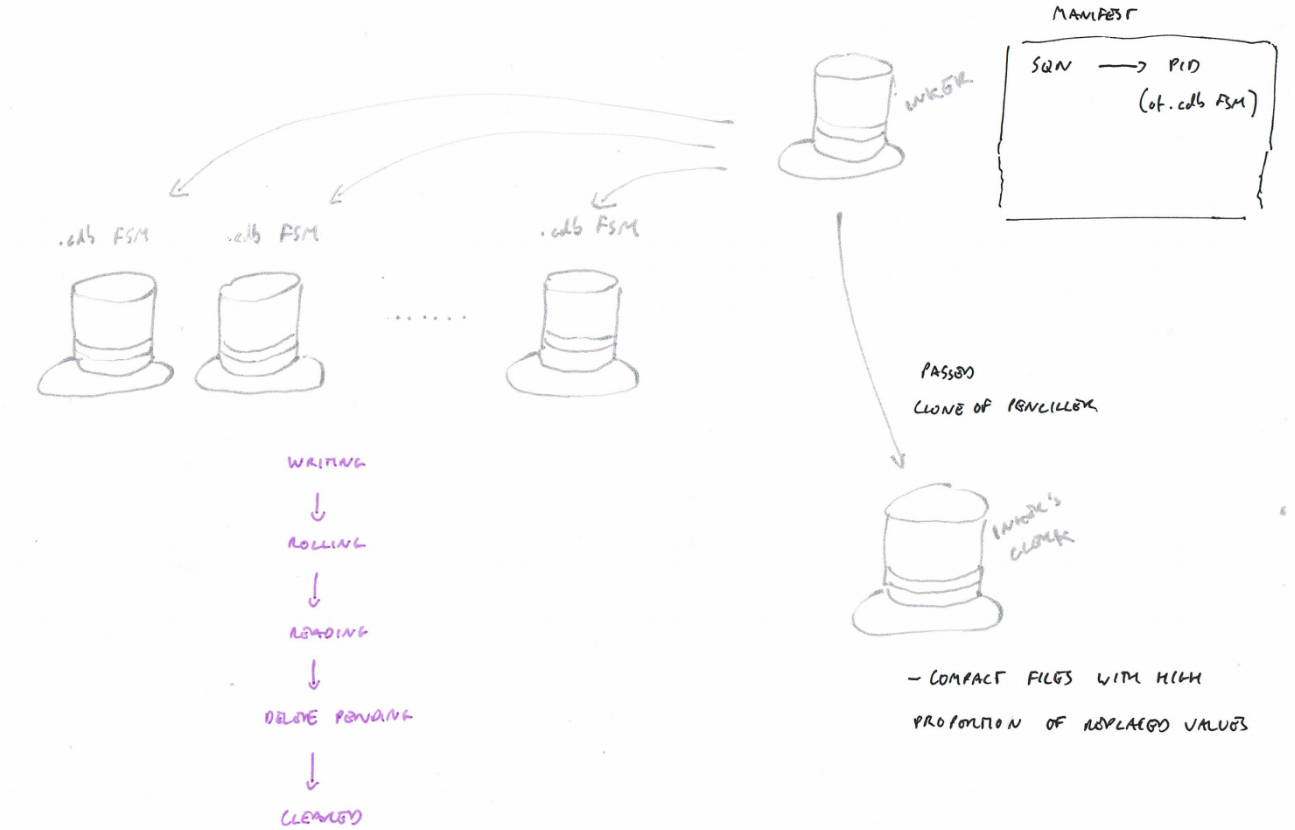 MANIFEST
SQN → PID
(of .cdb FSM)
INKER
.cdb FSM
.cdb FSM
.cdb FSM
......
PASSED
CLONE OF PENCILLER
INKER'S
CLERK
- COMPACT FILES WITH HIGH
PROPORTION OF REPLACED VALUES
WRITING
↓
ROLLING
↓
READING
↓
DELETE PENDING
↓
CLEARED